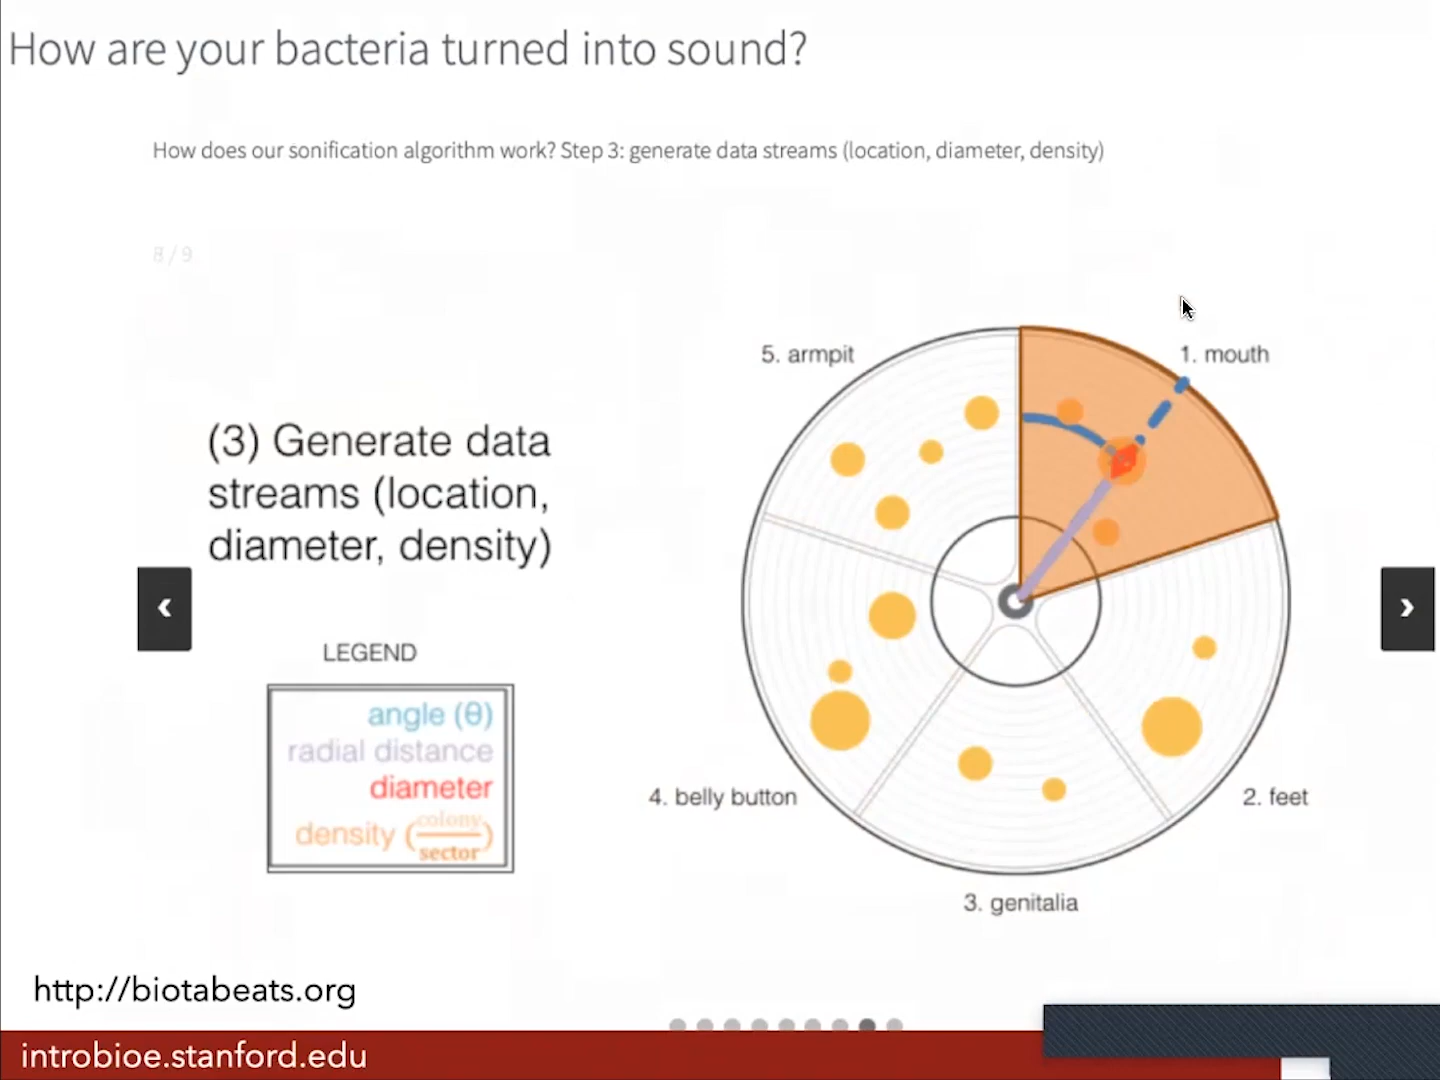 How are your bacteria turned into sound?
How does our sonification algorithm work? Step 3: generate data streams (location, diameter, density)
8 / 9
5. armpit
1. mouth
(3) Generate data
streams (location,
diameter, density)
LEGEND
angle (θ)
radial distance
diameter
density (colony/sector)
4. belly button
2. feet
3. genitalia
http://biotabeats.org
introbioe.stanford.edu